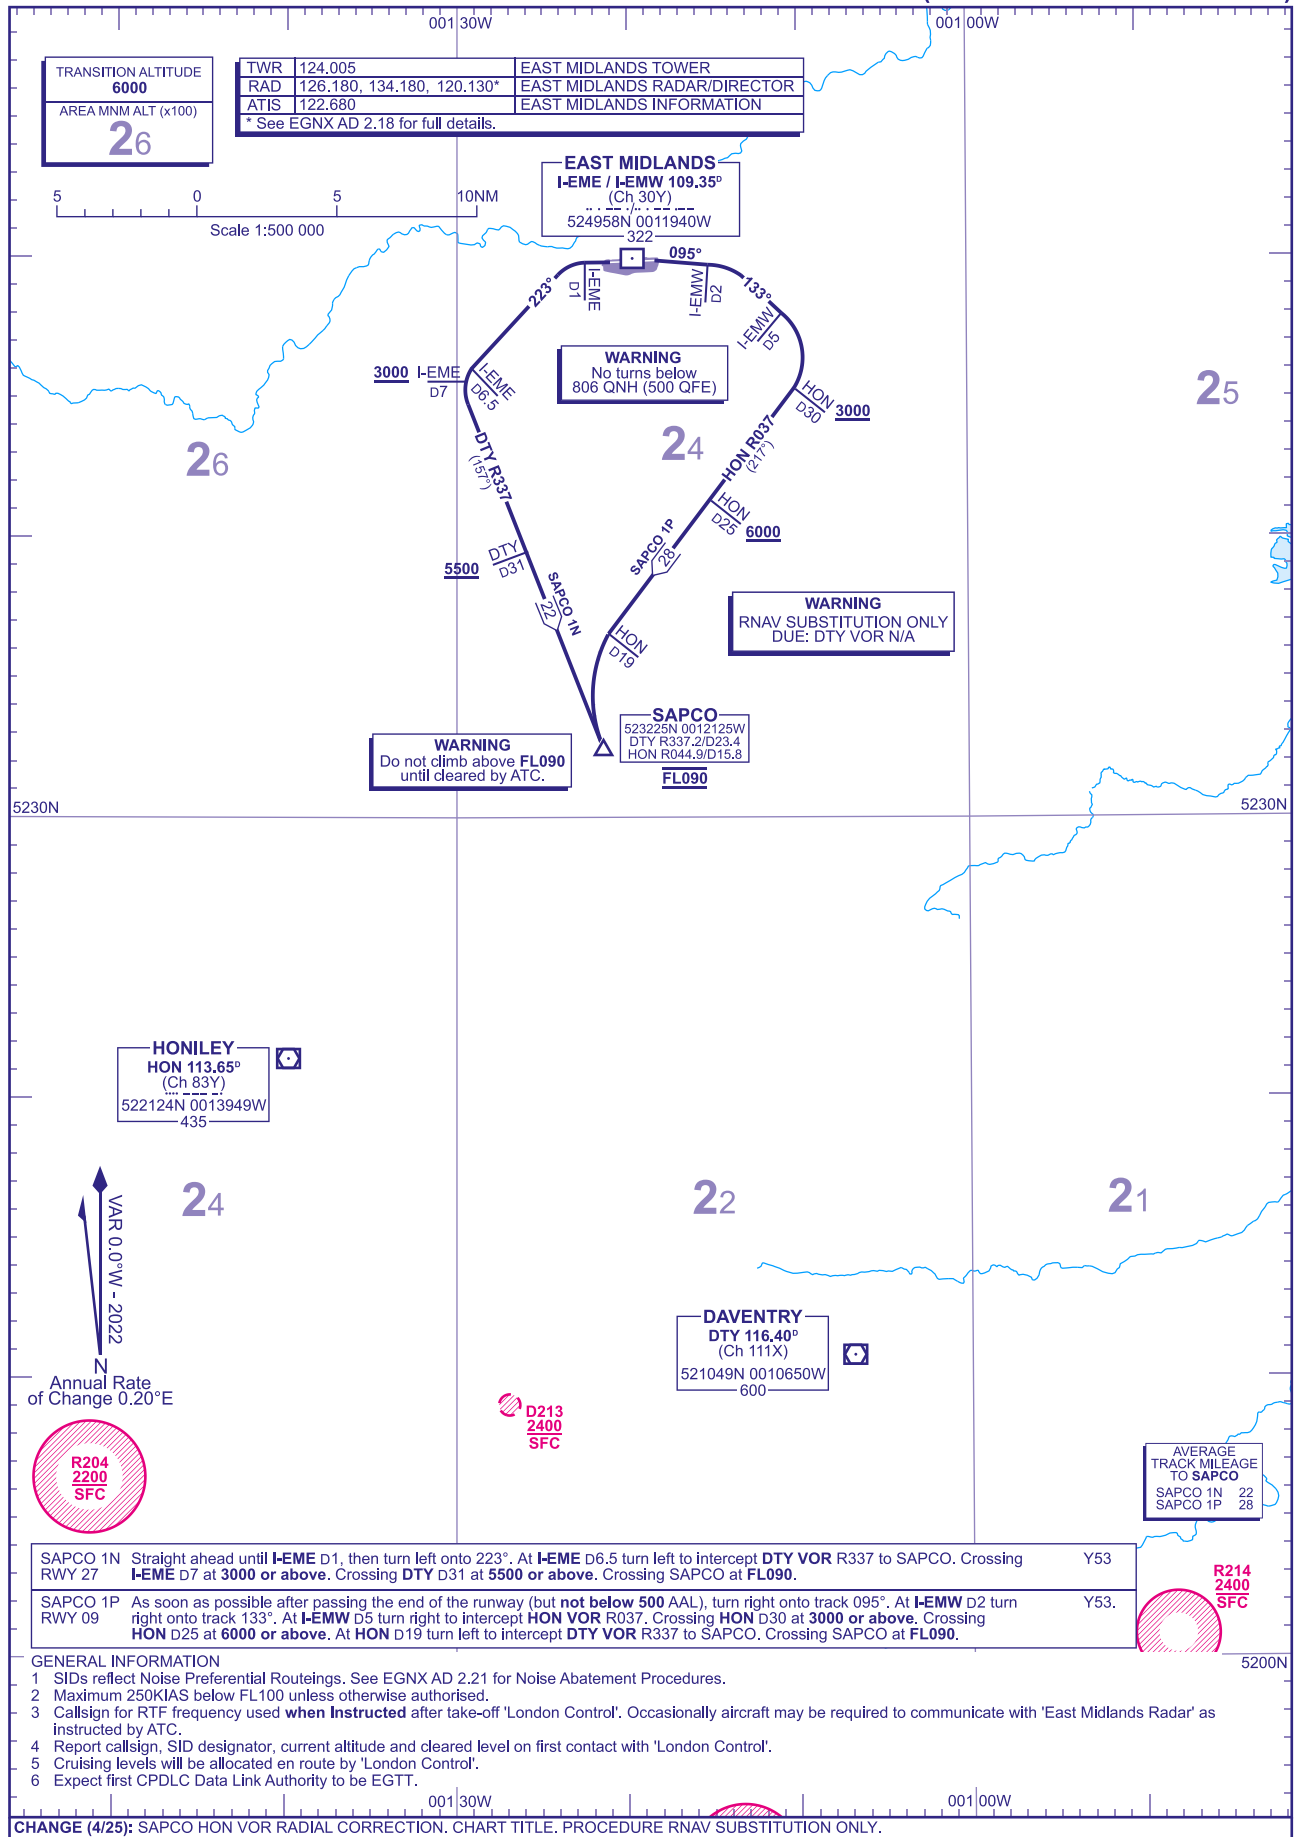 001 30W
001 00W
TRANSITION ALTITUDE
6000
AREA MNM ALT (x100)
26
TWR 124.005 EAST MIDLANDS TOWER
RAD 126.180, 134.180, 120.130* EAST MIDLANDS RADAR/DIRECTOR
ATIS 122.680 EAST MIDLANDS INFORMATION
* See EGNX AD 2.18 for full details.
5 0 5 10NM
Scale 1:500 000
EAST MIDLANDS
I-EME / I-EMW 109.35ᴰ
(Ch 30Y)
524958N 0011940W
322
095°
223°
I-EME
D1
I-EMW
D2
133°
I-EMW
D5
WARNING
No turns below
806 QNH (500 QFE)
3000 I-EME
D7
I-EME
D6.5
HON
D30
3000
25
26
24
DTY R337
(157°)
HON R037
(217°)
HON
D25
6000
5500
DTY
D31
SAPCO 1P
28
SAPCO 1N
22
WARNING
RNAV SUBSTITUTION ONLY
DUE: DTY VOR N/A
HON
D19
SAPCO
523225N 0012125W
DTY R337.2/D23.4
HON R044.9/D15.8
FL090
WARNING
Do not climb above FL090
until cleared by ATC.
5230N
5230N
HONILEY
HON 113.65ᴰ
(Ch 83Y)
522124N 0013949W
435
24
22
21
VAR 0.0°W - 2022
N
Annual Rate
of Change 0.20°E
DAVENTRY
DTY 116.40ᴰ
(Ch 111X)
521049N 0010650W
600
D213
2400
SFC
R204
2200
SFC
AVERAGE
TRACK MILEAGE
TO SAPCO
SAPCO 1N 22
SAPCO 1P 28
SAPCO 1N Straight ahead until I-EME D1, then turn left onto 223°. At I-EME D6.5 turn left to intercept DTY VOR R337 to SAPCO. Crossing Y53
RWY 27 I-EME D7 at 3000 or above. Crossing DTY D31 at 5500 or above. Crossing SAPCO at FL090.
SAPCO 1P As soon as possible after passing the end of the runway (but not below 500 AAL), turn right onto track 095°. At I-EMW D2 turn Y53.
RWY 09 right onto track 133°. At I-EMW D5 turn right to intercept HON VOR R037. Crossing HON D30 at 3000 or above. Crossing
HON D25 at 6000 or above. At HON D19 turn left to intercept DTY VOR R337 to SAPCO. Crossing SAPCO at FL090.
R214
2400
SFC
5200N
GENERAL INFORMATION
1 SIDs reflect Noise Preferential Routeings. See EGNX AD 2.21 for Noise Abatement Procedures.
2 Maximum 250KIAS below FL100 unless otherwise authorised.
3 Callsign for RTF frequency used when Instructed after take-off 'London Control'. Occasionally aircraft may be required to communicate with 'East Midlands Radar' as
instructed by ATC.
4 Report callsign, SID designator, current altitude and cleared level on first contact with 'London Control'.
5 Cruising levels will be allocated en route by 'London Control'.
6 Expect first CPDLC Data Link Authority to be EGTT.
001 30W
001 00W
CHANGE (4/25): SAPCO HON VOR RADIAL CORRECTION. CHART TITLE. PROCEDURE RNAV SUBSTITUTION ONLY.